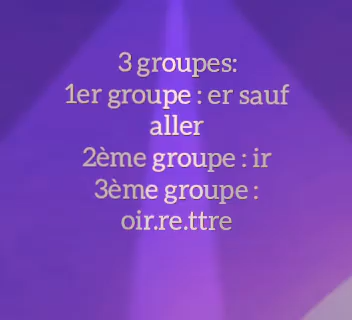 3 groupes:
1er groupe : er sauf
aller
2ème groupe : ir
3ème groupe :
oir.re.ttre